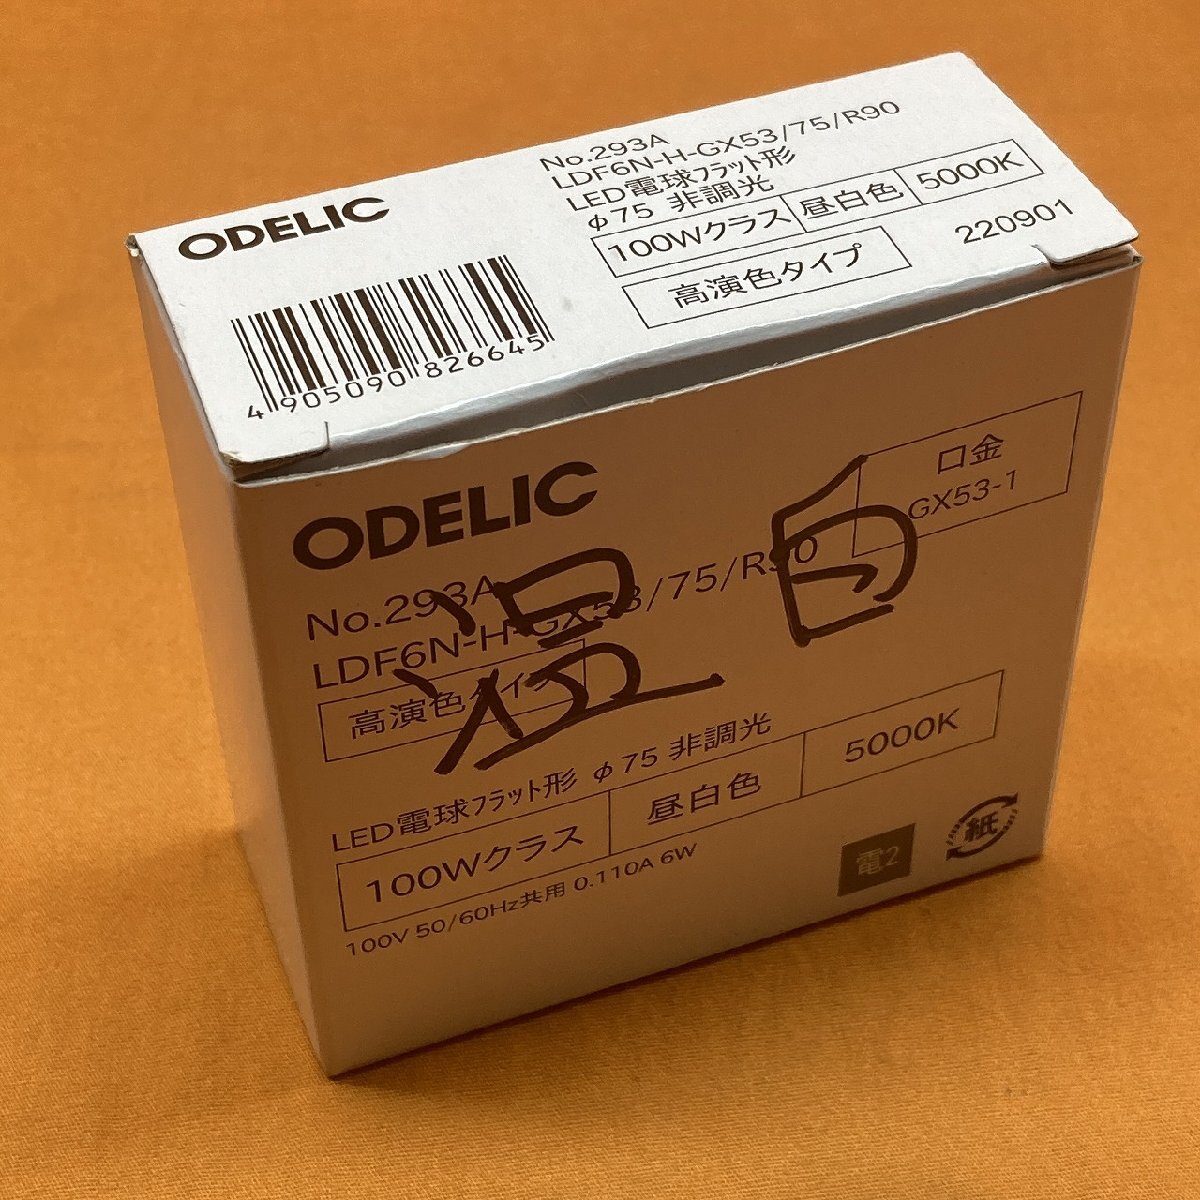 ODELIC
4905090826645
No.293A
LDF6N-H-GX53/75/R90
LED電球フラット形
φ75 非調光
100Wクラス 昼白色 5000K
高演色タイプ
220901
ODELIC
口金
GX53-1
No.293A
LDF6N-H-GX53/75/R90
温白
高演色タイプ
LED電球フラット形 φ75 非調光
100Wクラス 昼白色 5000K
100V 50/60Hz共用 0.110A 6W
電2
紙